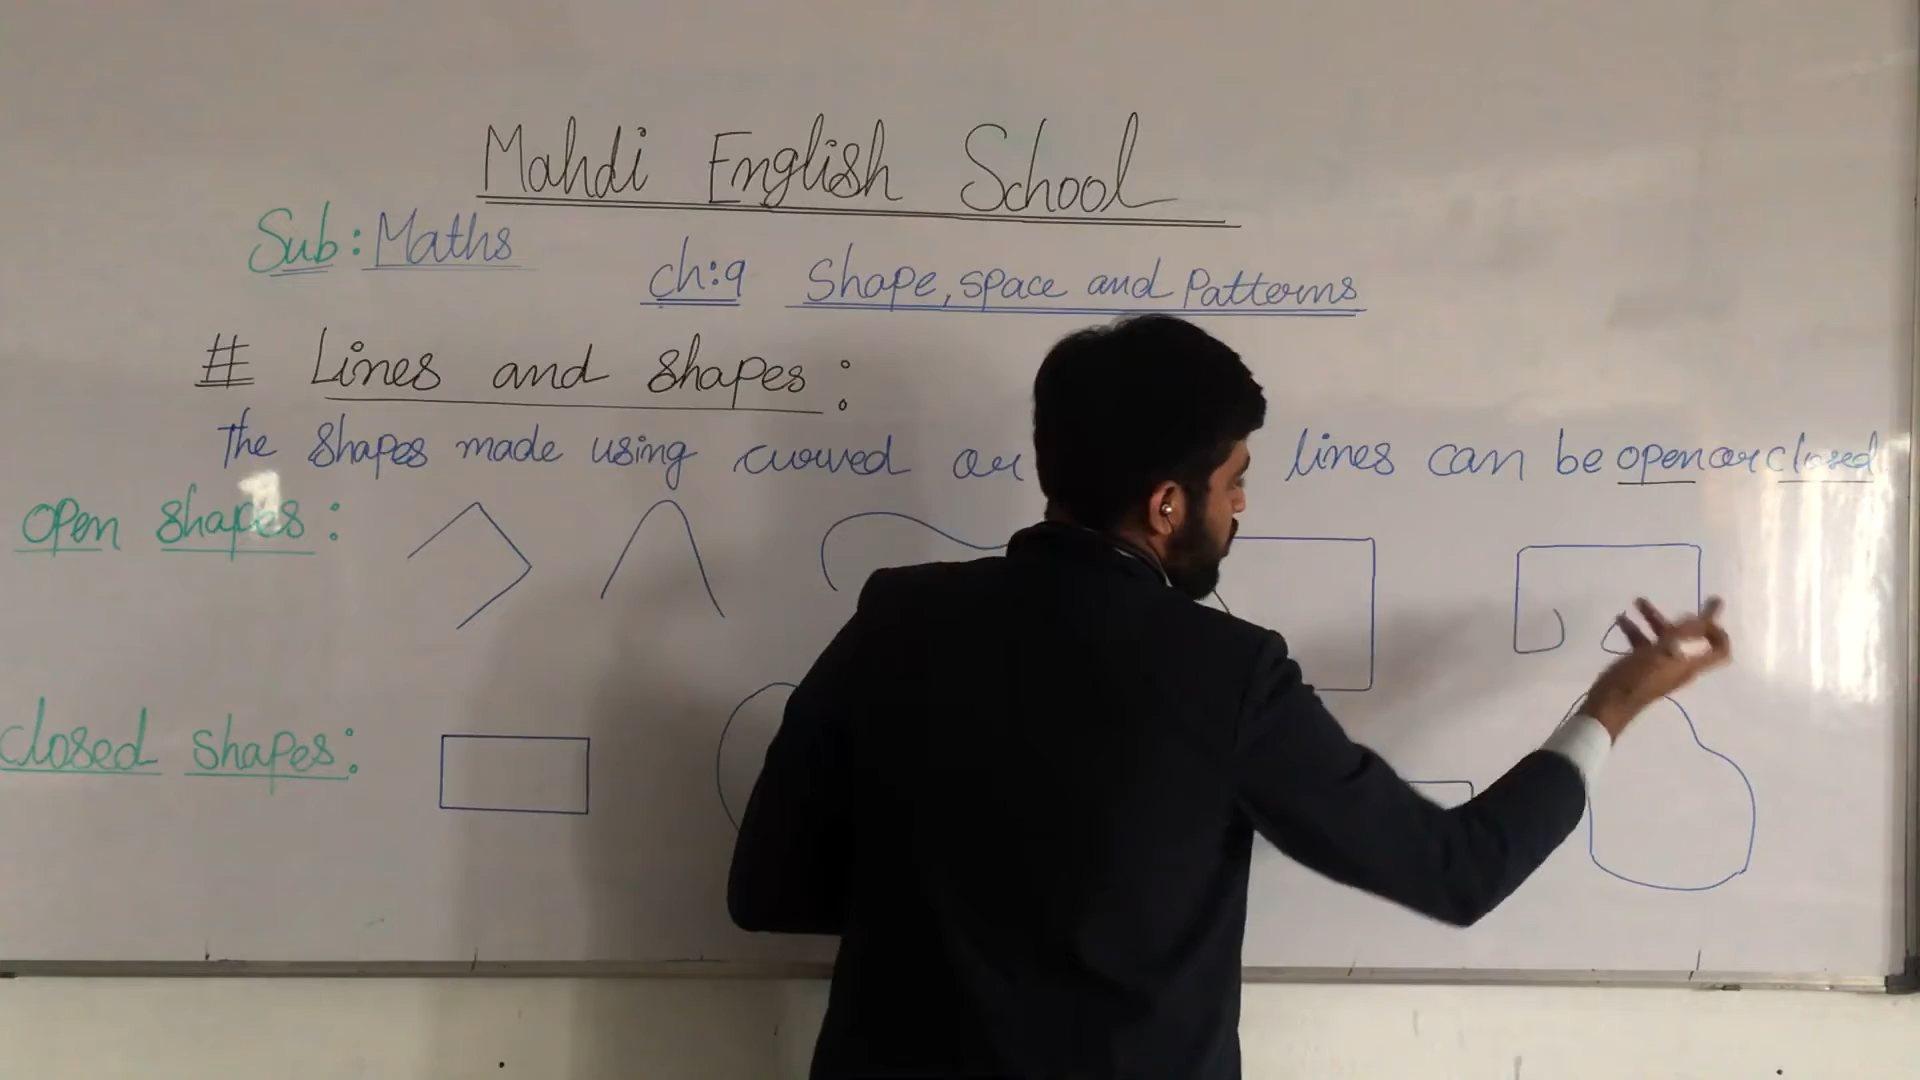 Mahdi English School
Sub: Maths
ch:9 Shape, space and Patterns
# Lines and shapes:
The shapes made using curved or lines can be open or closed
open shapes:
closed shapes: